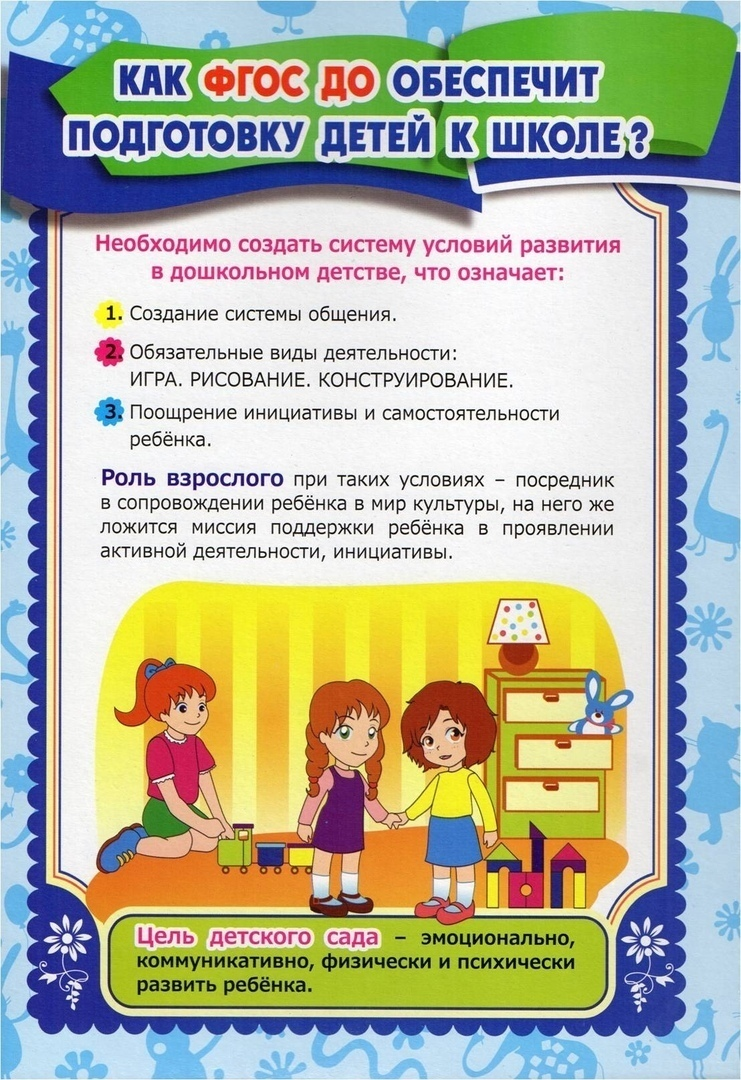 КАК ФГОС ДО ОБЕСПЕЧИТ
ПОДГОТОВКУ ДЕТЕЙ К ШКОЛЕ?
Необходимо создать систему условий развития
в дошкольном детстве, что означает:
1. Создание системы общения.
2. Обязательные виды деятельности:
ИГРА. РИСОВАНИЕ. КОНСТРУИРОВАНИЕ.
3. Поощрение инициативы и самостоятельности
ребёнка.
Роль взрослого при таких условиях – посредник
в сопровождении ребёнка в мир культуры, на него же
ложится миссия поддержки ребёнка в проявлении
активной деятельности, инициативы.
Цель детского сада – эмоционально,
коммуникативно, физически и психически
развить ребёнка.